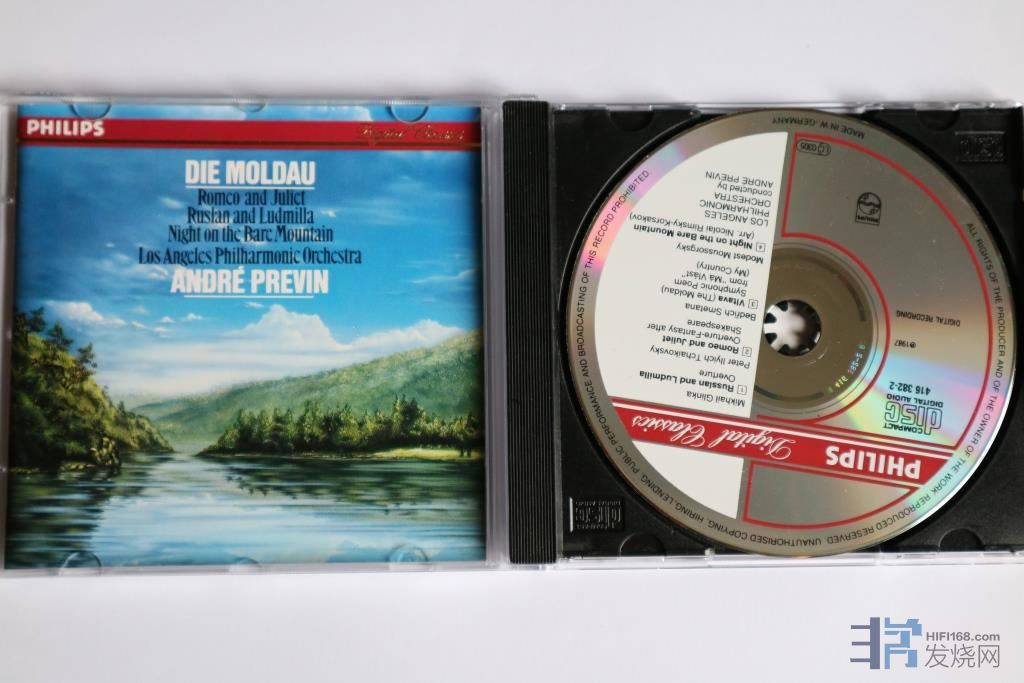 PHILIPS
Digital Classics
DIE MOLDAU
Romeo and Juliet
Ruslan and Ludmilla
Night on the Bare Mountain
Los Angeles Philharmonic Orchestra
ANDRÉ PREVIN
PHILIPS Digital Classics
COMPACT
disc
DIGITAL AUDIO
416 382-2
℗ 1987
DIGITAL RECORDING
PHILIPS
0305
Mikhail Glinka
1 Russian and Ludmilla
Overture
Peter Ilyich Tchaikovsky
2 Romeo and Juliet
Overture-Fantasy after
Shakespeare
Bedřich Smetana
3 Vltava (The Moldau)
Symphonic Poem
from "Má Vlast"
(My Country)
Modest Moussorgsky
4 Night on the Bare Mountain
(Arr. Nicolai Rimsky-Korsakov)
LOS ANGELES
PHILHARMONIC
ORCHESTRA
conducted by
ANDRÉ PREVIN
ALL RIGHTS OF THE PRODUCER AND OF THE OWNER OF THE WORK REPRODUCED RESERVED UNAUTHORISED COPYING, HIRING, LENDING, PUBLIC PERFORMANCE AND BROADCASTING OF THIS RECORD PROHIBITED
MADE IN W. GERMANY
HIFI168.com
发烧网